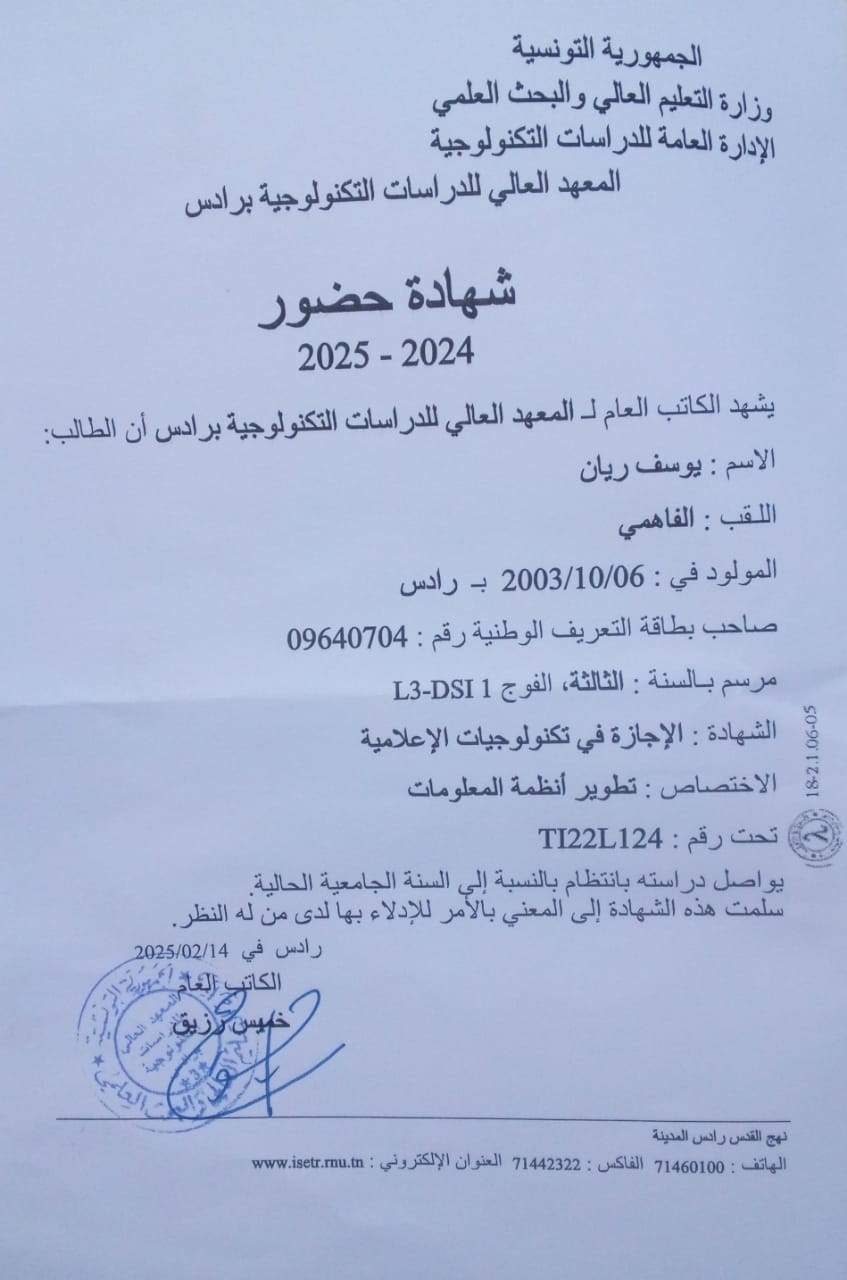 الجمهورية التونسية
وزارة التعليم العالي والبحث العلمي
الإدارة العامة للدراسات التكنولوجية
المعهد العالي للدراسات التكنولوجية برادس
شهادة حضور
2025 - 2024
يشهد الكاتب العام لـ المعهد العالي للدراسات التكنولوجية برادس أن الطالب:
الاسم : يوسف ريان
اللقب : الفاهمي
المولود في : 2003/10/06 بـ رادس
صاحب بطاقة التعريف الوطنية رقم : 09640704
مرسم بالسنة : الثالثة، الفوج L3-DSI 1
الشهادة : الإجازة في تكنولوجيات الإعلامية
الاختصاص : تطوير أنظمة المعلومات
تحت رقم : TI22L124
يواصل دراسته بانتظام بالنسبة إلى السنة الجامعية الحالية.
سلمت هذه الشهادة إلى المعني بالأمر للإدلاء بها لدى من له النظر.
رادس في 2025/02/14
الكاتب العام
خميس رزيق
18-2.1.06-05
نهج القدس رادس المدينة
الهاتف : 71460100 الفاكس : 71442322 العنوان الإلكتروني : www.isetr.rnu.tn